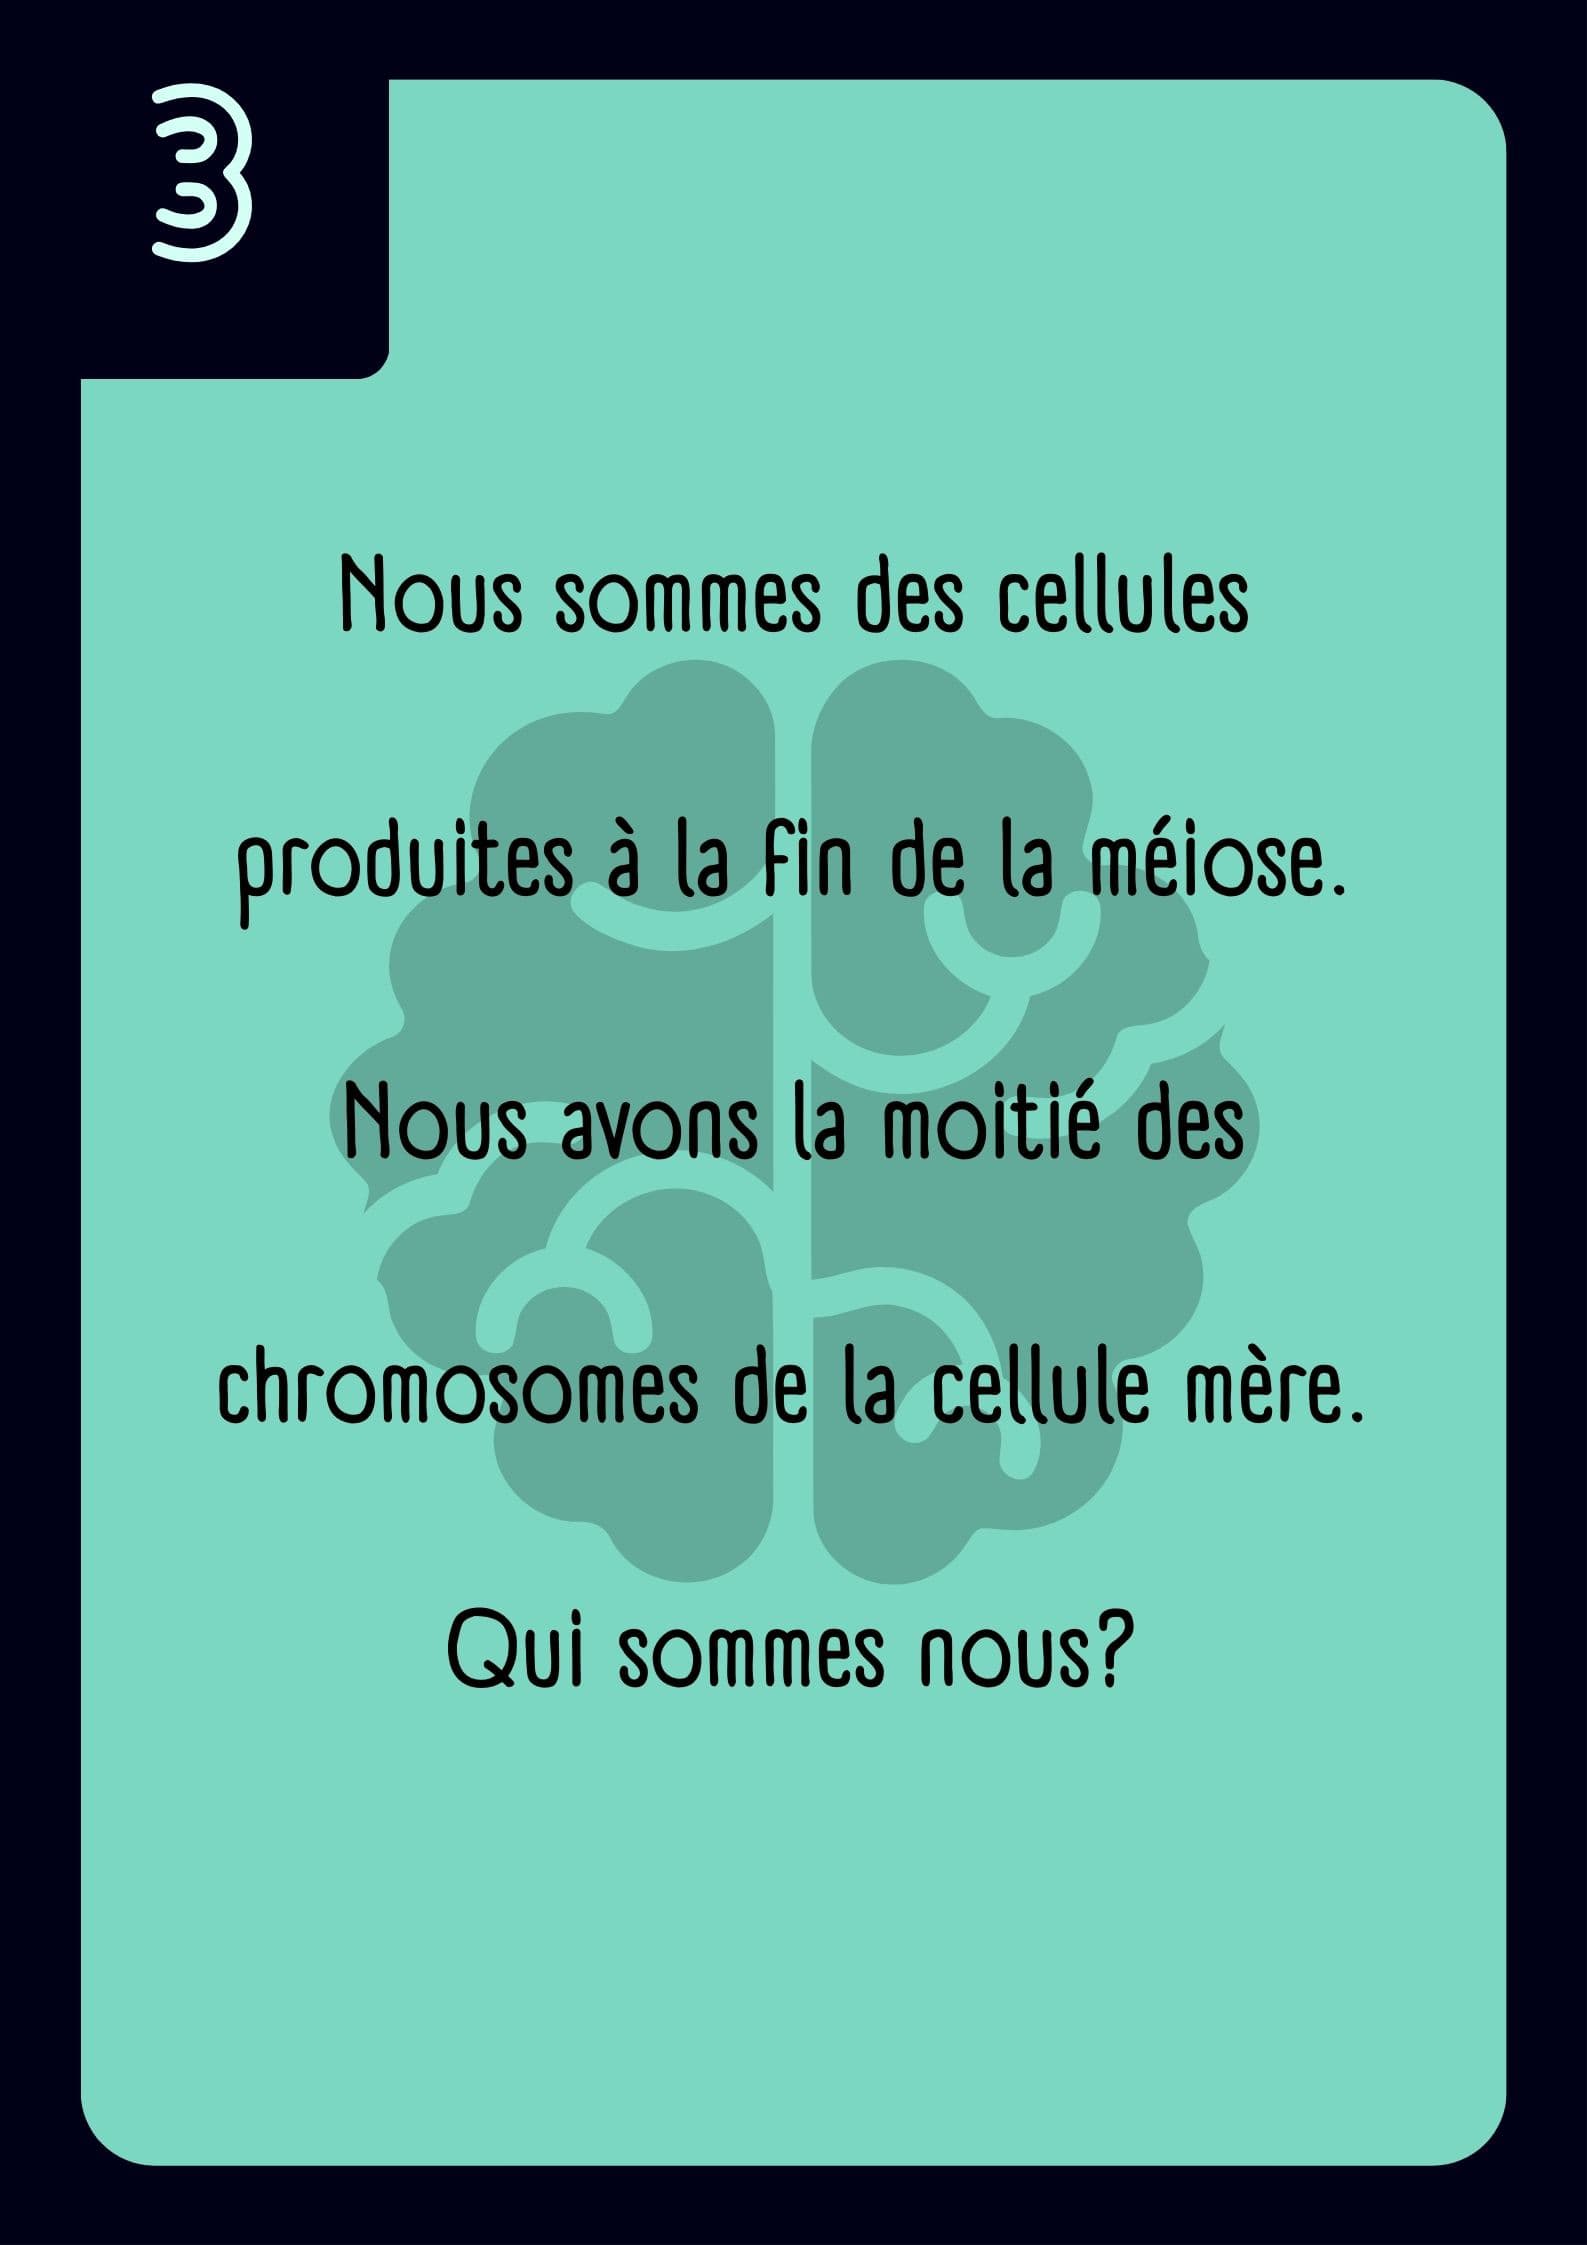 3
Nous sommes des cellules
produites à la fin de la méiose.
Nous avons la moitié des
chromosomes de la cellule mère.
Qui sommes nous?